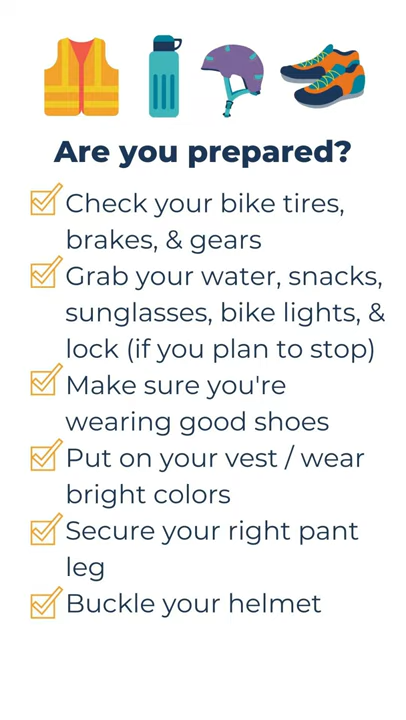 Are you prepared?
Check your bike tires,
brakes, & gears
Grab your water, snacks,
sunglasses, bike lights, &
lock (if you plan to stop)
Make sure you're
wearing good shoes
Put on your vest / wear
bright colors
Secure your right pant
leg
Buckle your helmet